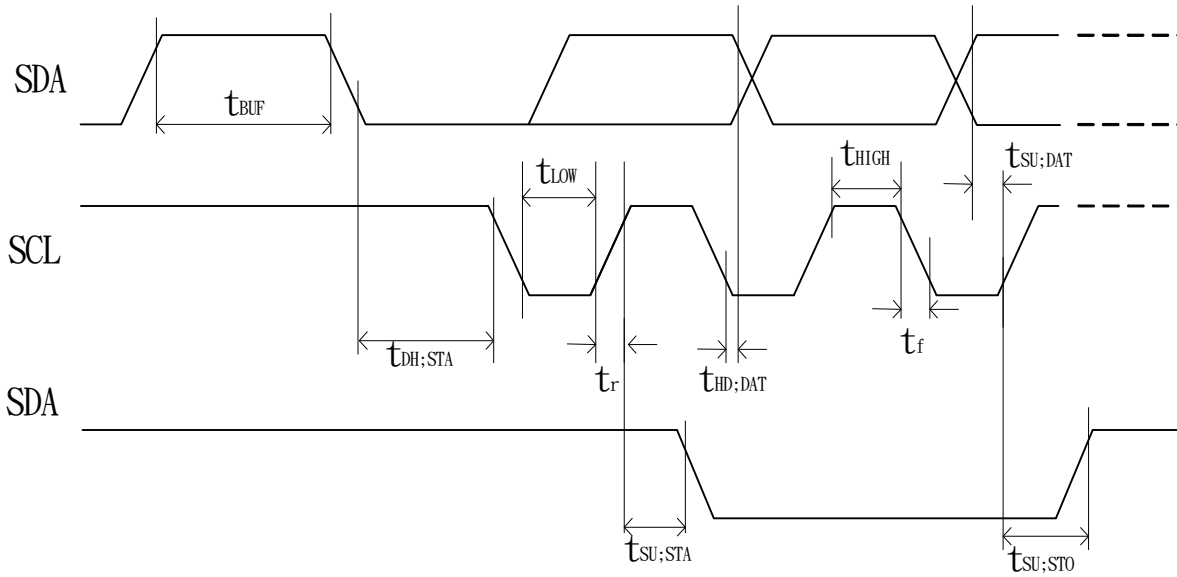 SDA
tBUF
tSU;DAT
tHIGH
tLOW
SCL
tDH;STA
tr
tHD;DAT
tf
SDA
tSU;STA
tSU;STO